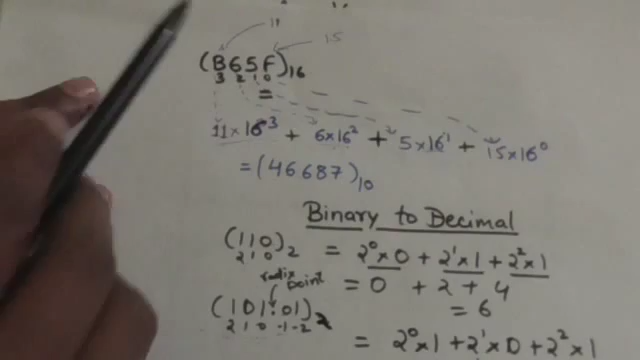 11 15
(B65F)16
3 2 1 0
=
11×16³ + 6×16² + 5×16¹ + 15×16⁰
= (46687)10
Binary to Decimal
(110)2 = 2⁰×0 + 2¹×1 + 2²×1
2 1 0
= 0 + 2 + 4
= 6
radix point
(101.01)2
2 1 0 -1 -2
= 2⁰×1 + 2¹×0 + 2²×1